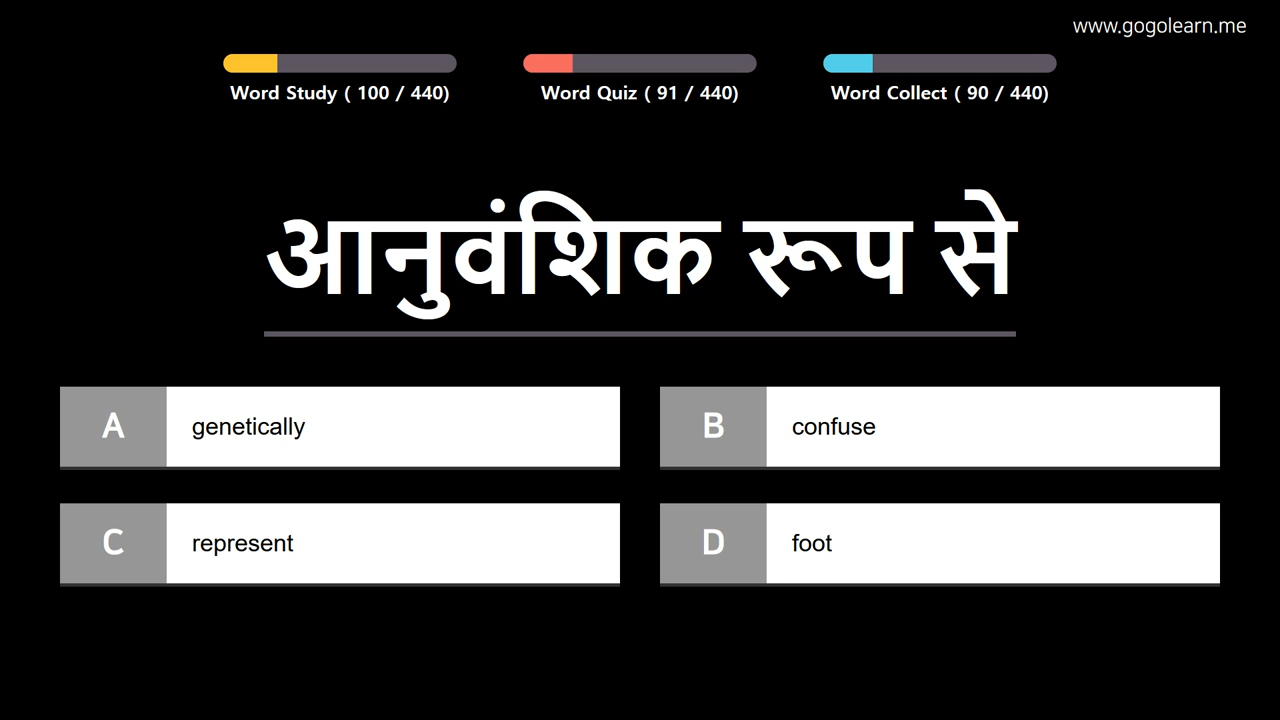 www.gogolearn.me
Word Study ( 100 / 440)
Word Quiz ( 91 / 440)
Word Collect ( 90 / 440)
आनुवंशिक रूप से
A genetically
B confuse
C represent
D foot